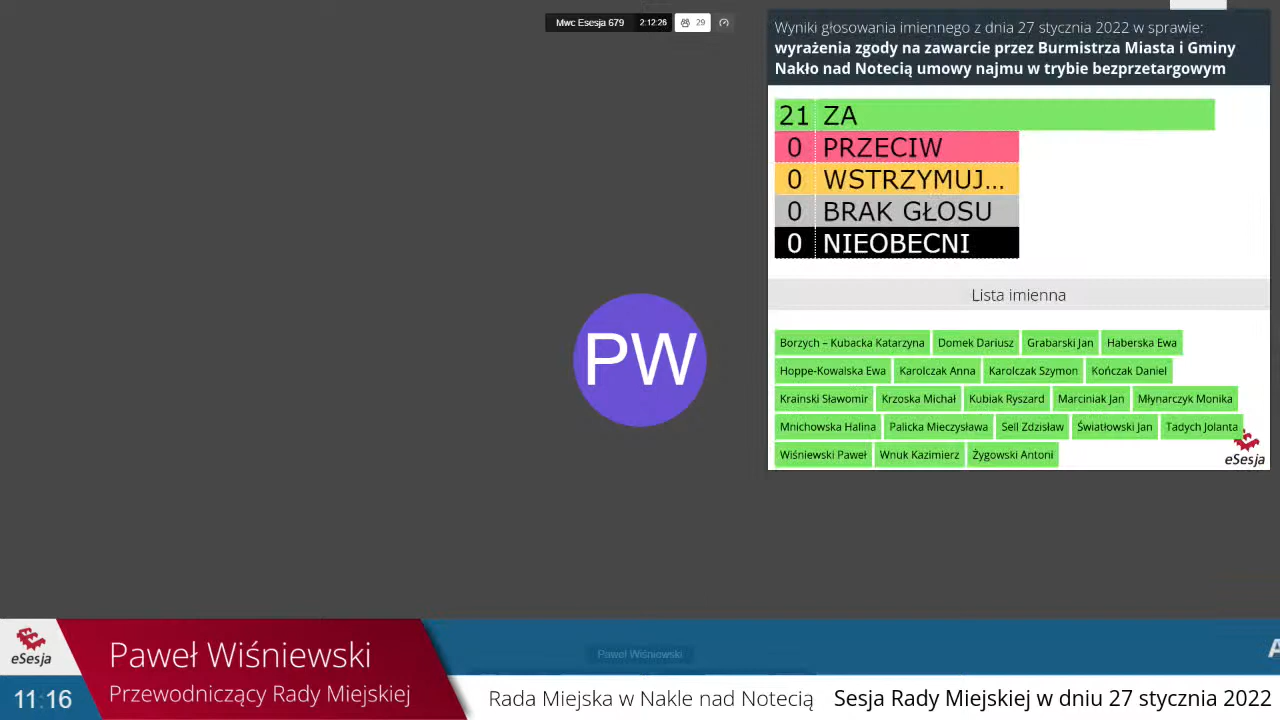 Mwc Esesja 679 2:12:26 29
Wyniki głosowania imiennego z dnia 27 stycznia 2022 w sprawie:
wyrażenia zgody na zawarcie przez Burmistrza Miasta i Gminy
Nakło nad Notecią umowy najmu w trybie bezprzetargowym
21 ZA
0 PRZECIW
0 WSTRZYMUJ...
0 BRAK GŁOSU
0 NIEOBECNI
Lista imienna
Borzych – Kubacka Katarzyna Domek Dariusz Grabarski Jan Haberska Ewa
Hoppe-Kowalska Ewa Karolczak Anna Karolczak Szymon Kończak Daniel
Krainski Sławomir Krzoska Michał Kubiak Ryszard Marciniak Jan Młynarczyk Monika
Mnichowska Halina Palicka Mieczysława Sell Zdzisław Światłowski Jan Tadych Jolanta
Wiśniewski Paweł Wnuk Kazimierz Żygowski Antoni
eSesja
PW
Paweł Wiśniewski
eSesja
Paweł Wiśniewski
Przewodniczący Rady Miejskiej
11:16
Rada Miejska w Nakle nad Notecią Sesja Rady Miejskiej w dniu 27 stycznia 2022